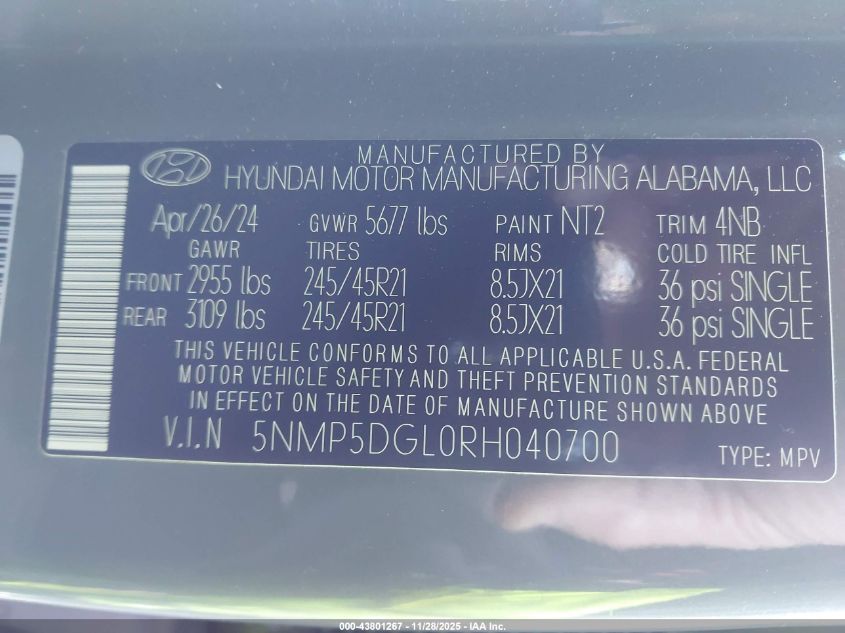 MANUFACTURED BY
HYUNDAI MOTOR MANUFACTURING ALABAMA, LLC
Apr/26/24 GVWR 5677 lbs PAINT NT2 TRIM 4NB
GAWR TIRES RIMS COLD TIRE INFL
FRONT 2955 lbs 245/45R21 8.5JX21 36 psi SINGLE
REAR 3109 lbs 245/45R21 8.5JX21 36 psi SINGLE
THIS VEHICLE CONFORMS TO ALL APPLICABLE U.S.A. FEDERAL
MOTOR VEHICLE SAFETY AND THEFT PREVENTION STANDARDS
IN EFFECT ON THE DATE OF MANUFACTURE SHOWN ABOVE
V.I.N 5NMP5DGL0RH040700 TYPE: MPV
000-43801267 - 11/28/2025 - IAA Inc.